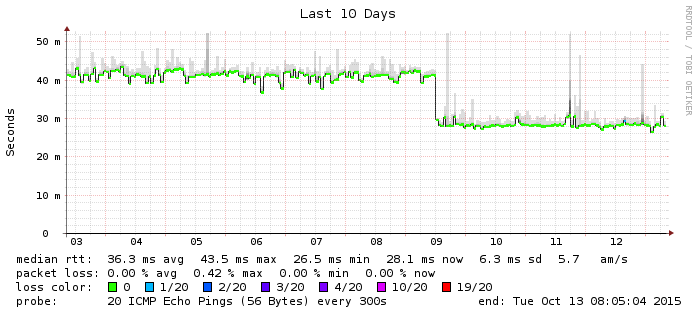 Last 10 Days
RRDTOOL / TOBI OETIKER
Seconds
50 m
40 m
30 m
20 m
10 m
0
03 04 05 06 07 08 09 10 11 12
median rtt: 36.3 ms avg 43.5 ms max 26.5 ms min 28.1 ms now 6.3 ms sd 5.7 am/s
packet loss: 0.00 % avg 0.42 % max 0.00 % min 0.00 % now
loss color: 0 1/20 2/20 3/20 4/20 10/20 19/20
probe: 20 ICMP Echo Pings (56 Bytes) every 300s end: Tue Oct 13 08:05:04 2015